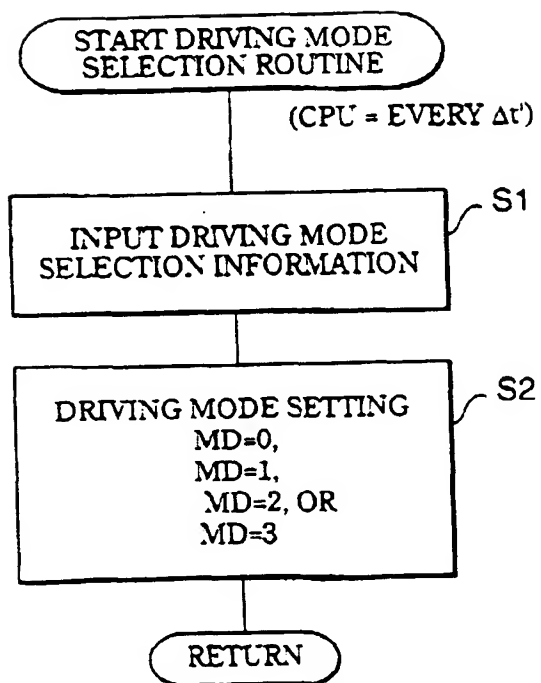 START DRIVING MODE
SELECTION ROUTINE
(CPU = EVERY Δt')
S1
INPUT DRIVING MODE
SELECTION INFORMATION
S2
DRIVING MODE SETTING
MD=0,
MD=1,
MD=2, OR
MD=3
RETURN